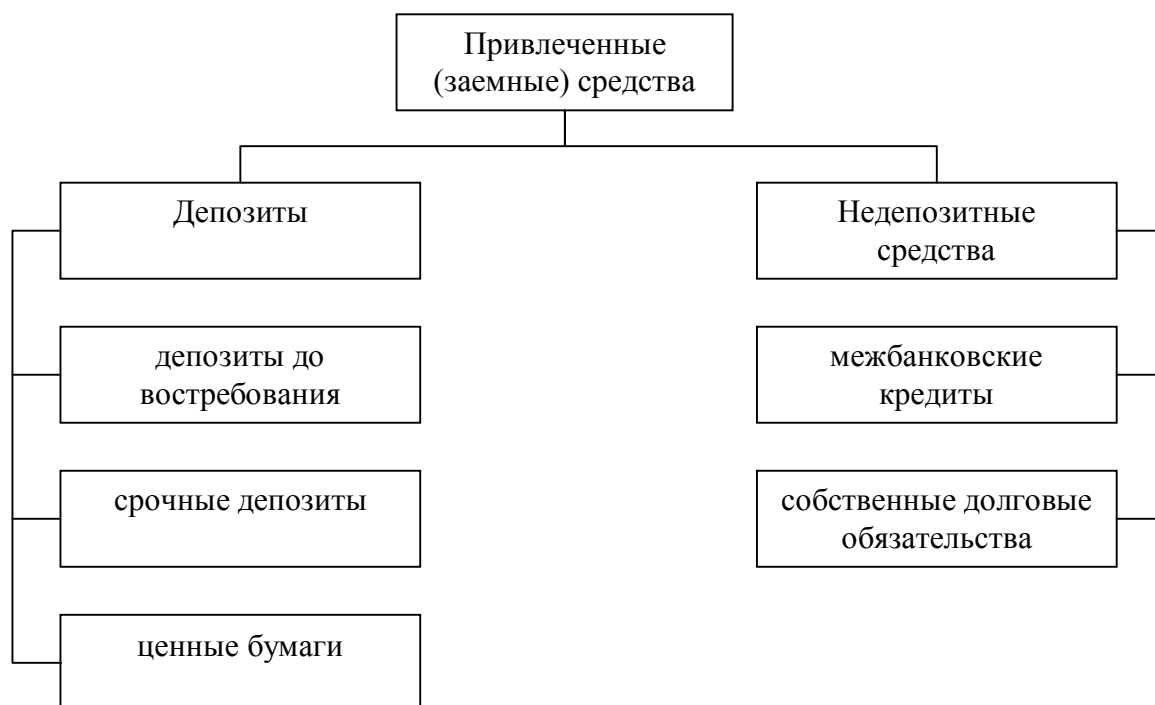 Привлеченные
(заемные) средства
Депозиты
Недепозитные
средства
депозиты до
востребования
межбанковские
кредиты
срочные депозиты
собственные долговые
обязательства
ценные бумаги